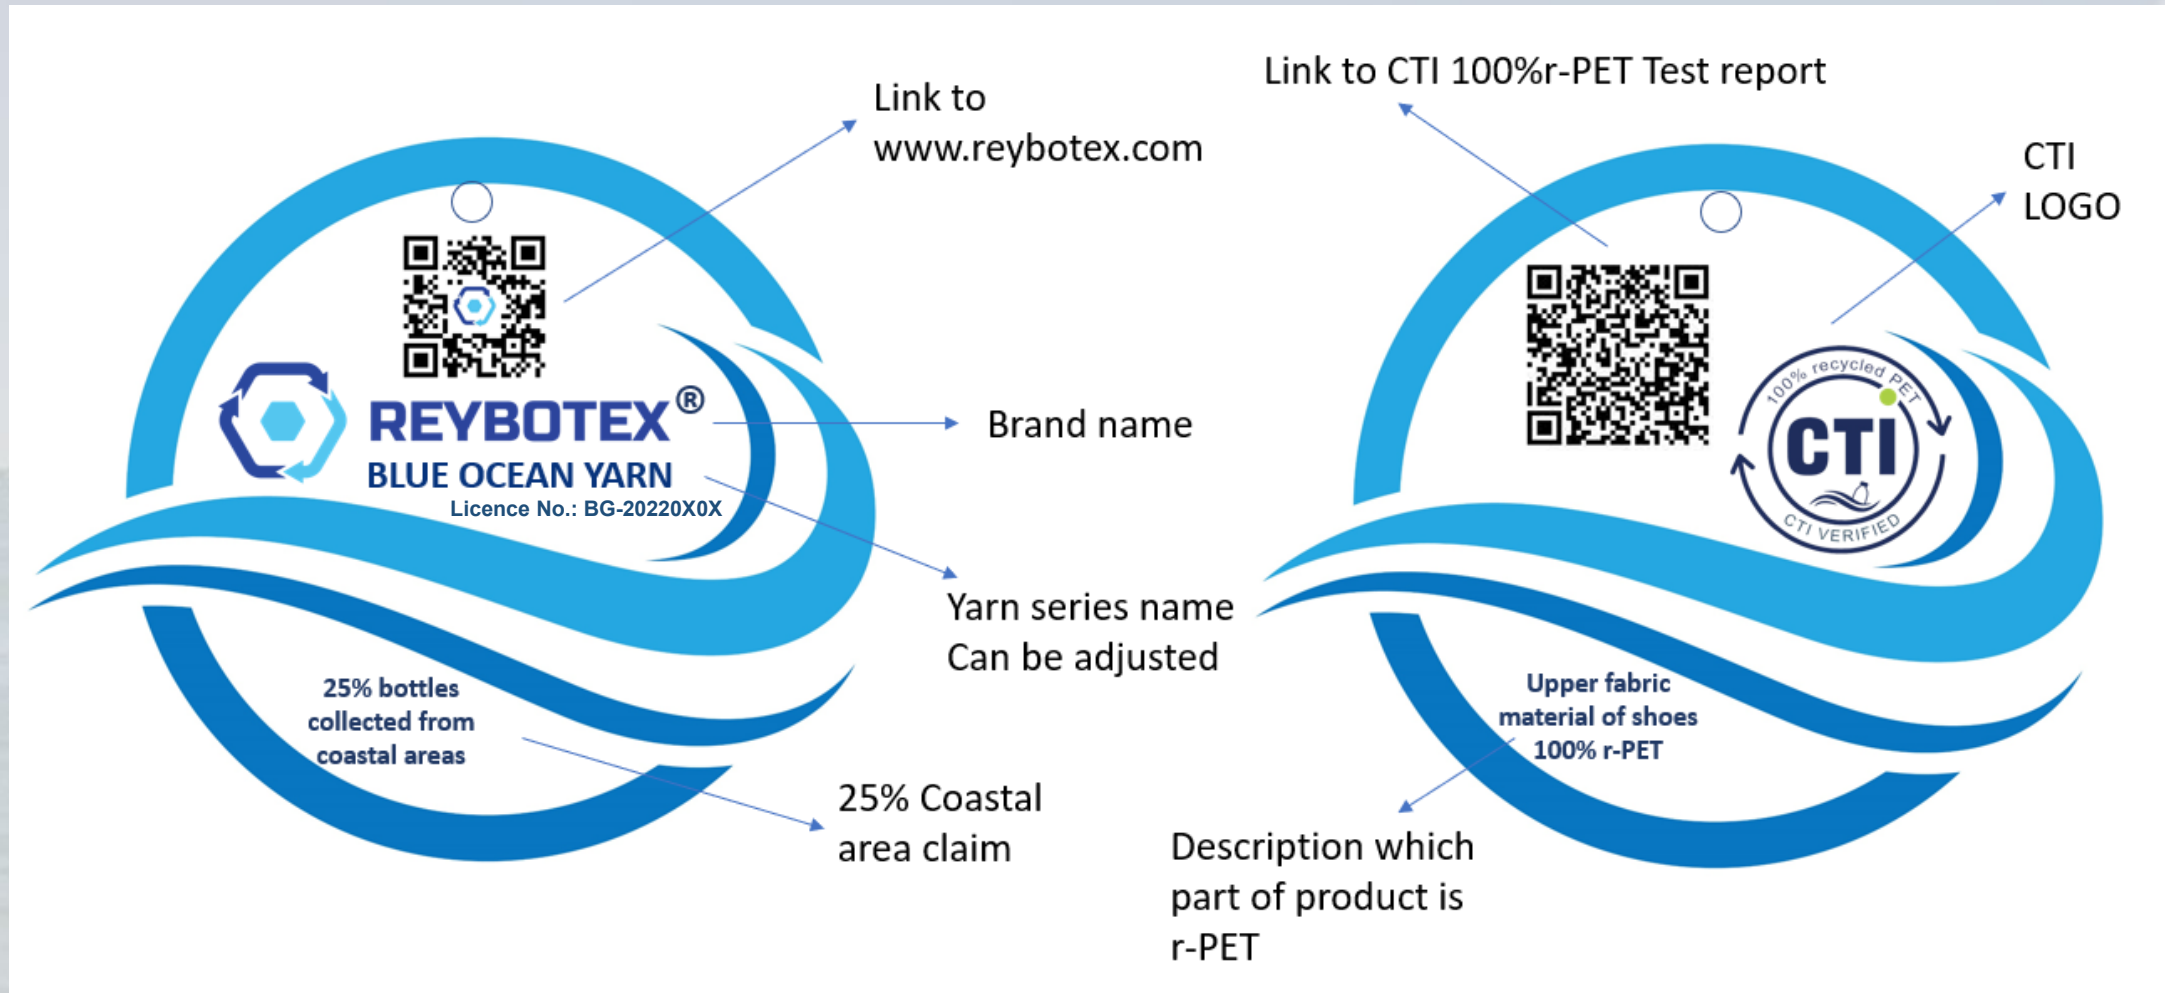 Link to
www.reybotex.com
REYBOTEX®
BLUE OCEAN YARN
Licence No.: BG-20220X0X
Brand name
Yarn series name
Can be adjusted
25% bottles
collected from
coastal areas
25% Coastal
area claim
Link to CTI 100%r-PET Test report
CTI
LOGO
100% recycled PET
CTI
CTI VERIFIED
Upper fabric
material of shoes
100% r-PET
Description which
part of product is
r-PET